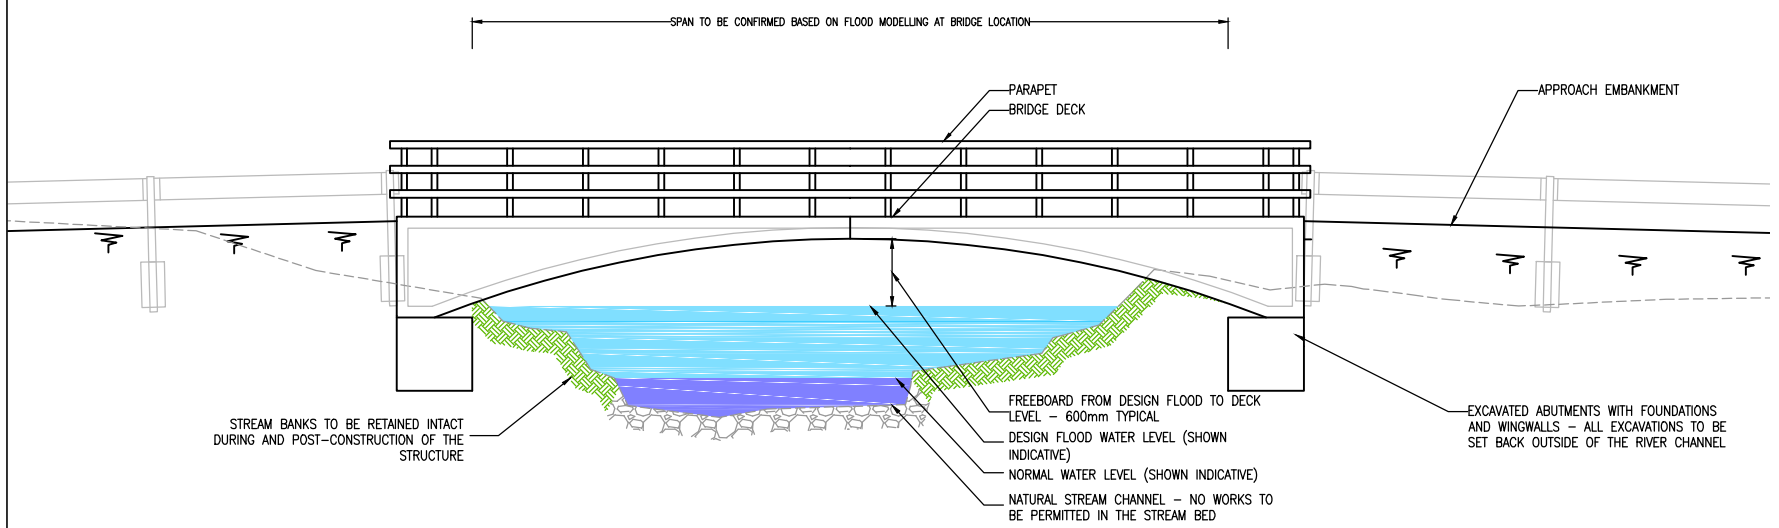 SPAN TO BE CONFIRMED BASED ON FLOOD MODELLING AT BRIDGE LOCATION
PARAPET
BRIDGE DECK
APPROACH EMBANKMENT
STREAM BANKS TO BE RETAINED INTACT
DURING AND POST-CONSTRUCTION OF THE
STRUCTURE
FREEBOARD FROM DESIGN FLOOD TO DECK
LEVEL - 600mm TYPICAL
DESIGN FLOOD WATER LEVEL (SHOWN
INDICATIVE)
NORMAL WATER LEVEL (SHOWN INDICATIVE)
NATURAL STREAM CHANNEL - NO WORKS TO
BE PERMITTED IN THE STREAM BED
EXCAVATED ABUTMENTS WITH FOUNDATIONS
AND WINGWALLS - ALL EXCAVATIONS TO BE
SET BACK OUTSIDE OF THE RIVER CHANNEL